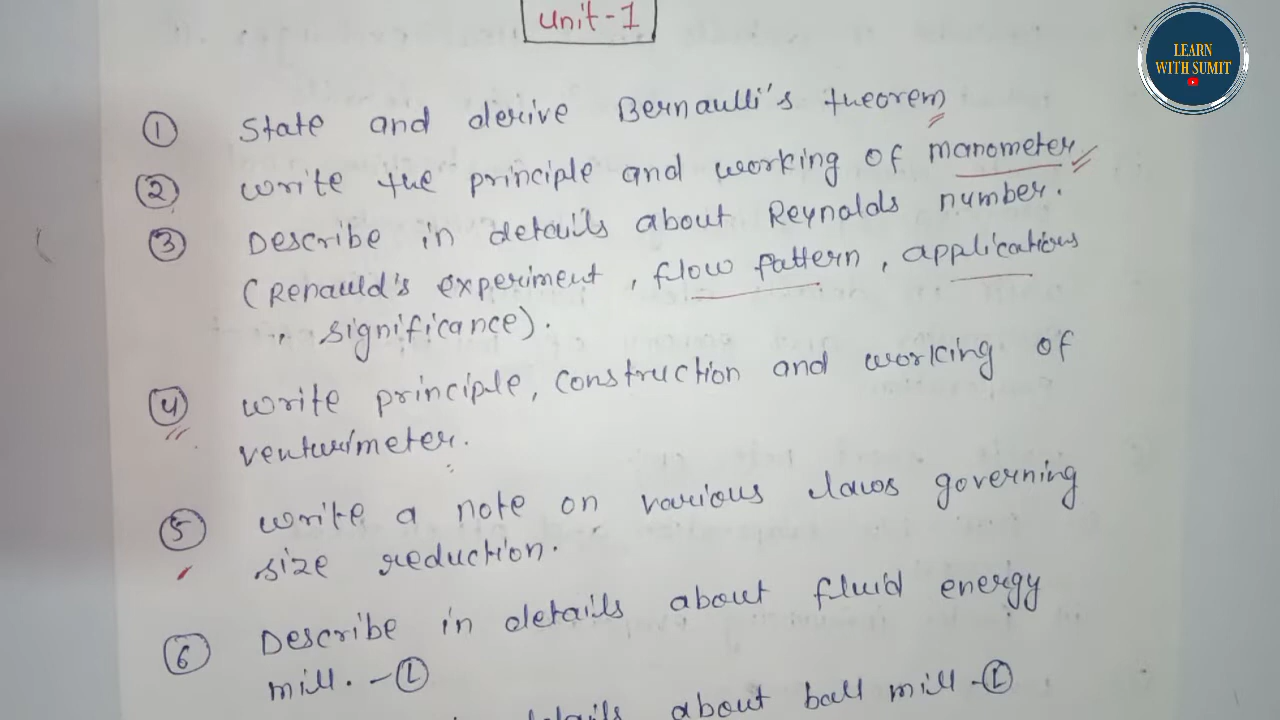 Unit-1
LEARN
WITH SUMIT
① State and derive Bernaulli's theorem
② Write the principle and working of manometer
③ Describe in details about Reynolds number.
(Renauld's experiment, flow pattern, applications
, significance).
④ Write principle, construction and working of
venturimeter.
⑤ Write a note on various laws governing
size reduction.
⑥ Describe in details about fluid energy
mill. - Ⓛ
details about ball mill - Ⓛ